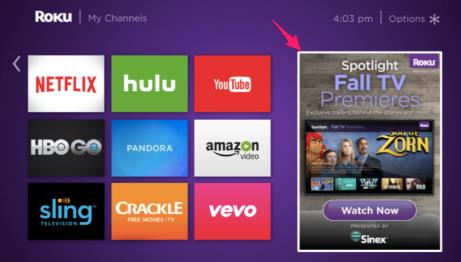 Roku | My Channels
4:03 pm | Options
NETFLIX
hulu
YouTube
HBO GO
PANDORA
amazon
video
sling
TELEVISION
CRACKLE
FREE MOVIES + TV
vevo
Roku
Spotlight
Fall TV
Premieres
Exclusive trailers, behind-the-scenes and more
Spotlight Fall TV Premieres
SON OF
ZORN
Watch Now
PRESENTED BY
Sinex